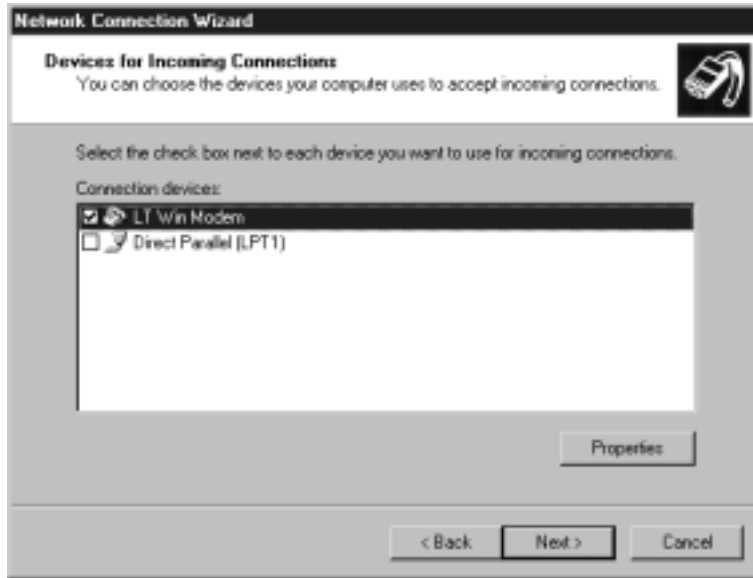 Network Connection Wizard
Devices for Incoming Connections
You can choose the devices your computer uses to accept incoming connections.
Select the check box next to each device you want to use for incoming connections.
Connection devices:
LT Win Modem
Direct Parallel (LPT1)
Properties
< Back Next > Cancel